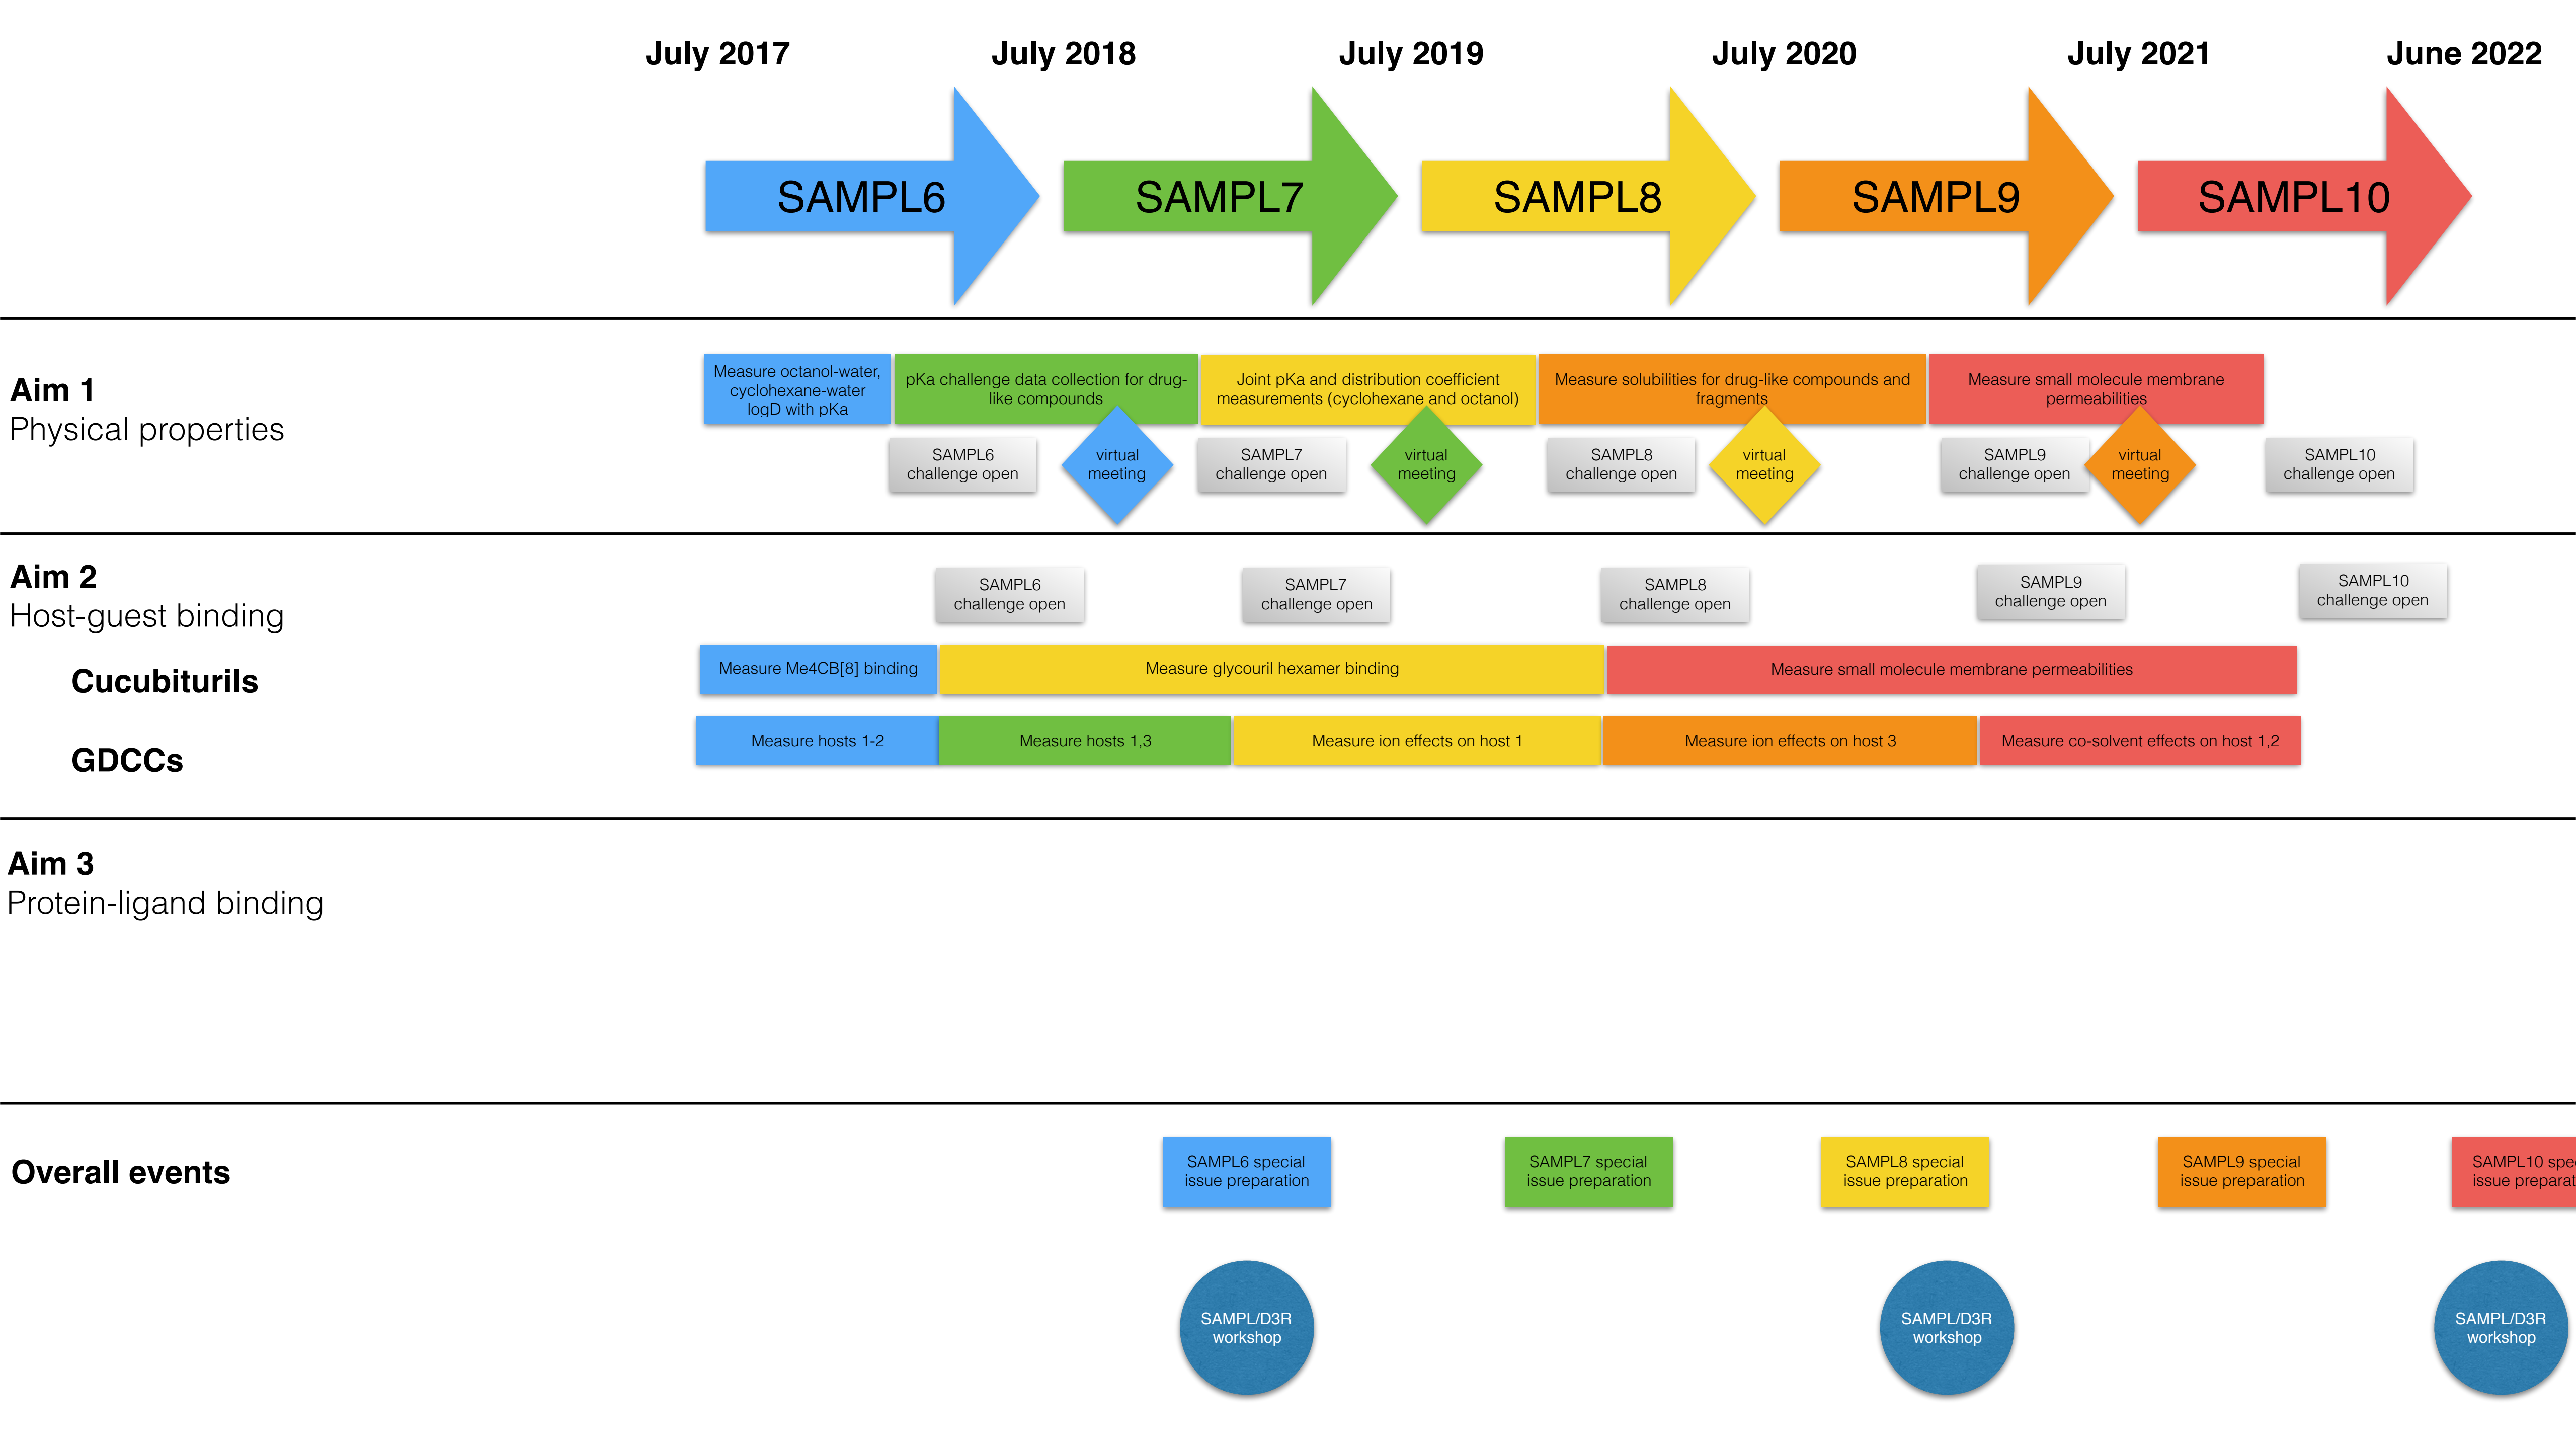 July 2017
July 2018
July 2019
July 2020
July 2021
June 2022
SAMPL6
SAMPL7
SAMPL8
SAMPL9
SAMPL10
Aim 1
Physical properties
Measure octanol-water,
cyclohexane-water
logD with pKa
pKa challenge data collection for drug-
like compounds
Joint pKa and distribution coefficient
measurements (cyclohexane and octanol)
Measure solubilities for drug-like compounds and
fragments
Measure small molecule membrane
permeabilities
SAMPL6
challenge open
virtual
meeting
SAMPL7
challenge open
virtual
meeting
SAMPL8
challenge open
virtual
meeting
SAMPL9
challenge open
virtual
meeting
SAMPL10
challenge open
Aim 2
Host-guest binding
SAMPL6
challenge open
SAMPL7
challenge open
SAMPL8
challenge open
SAMPL9
challenge open
SAMPL10
challenge open
Cucubiturils
Measure Me4CB[8] binding
Measure glycouril hexamer binding
Measure small molecule membrane permeabilities
GDCCs
Measure hosts 1-2
Measure hosts 1,3
Measure ion effects on host 1
Measure ion effects on host 3
Measure co-solvent effects on host 1,2
Aim 3
Protein-ligand binding
Overall events
SAMPL6 special
issue preparation
SAMPL7 special
issue preparation
SAMPL8 special
issue preparation
SAMPL9 special
issue preparation
SAMPL10 spe
issue preparat
SAMPL/D3R
workshop
SAMPL/D3R
workshop
SAMPL/D3R
workshop